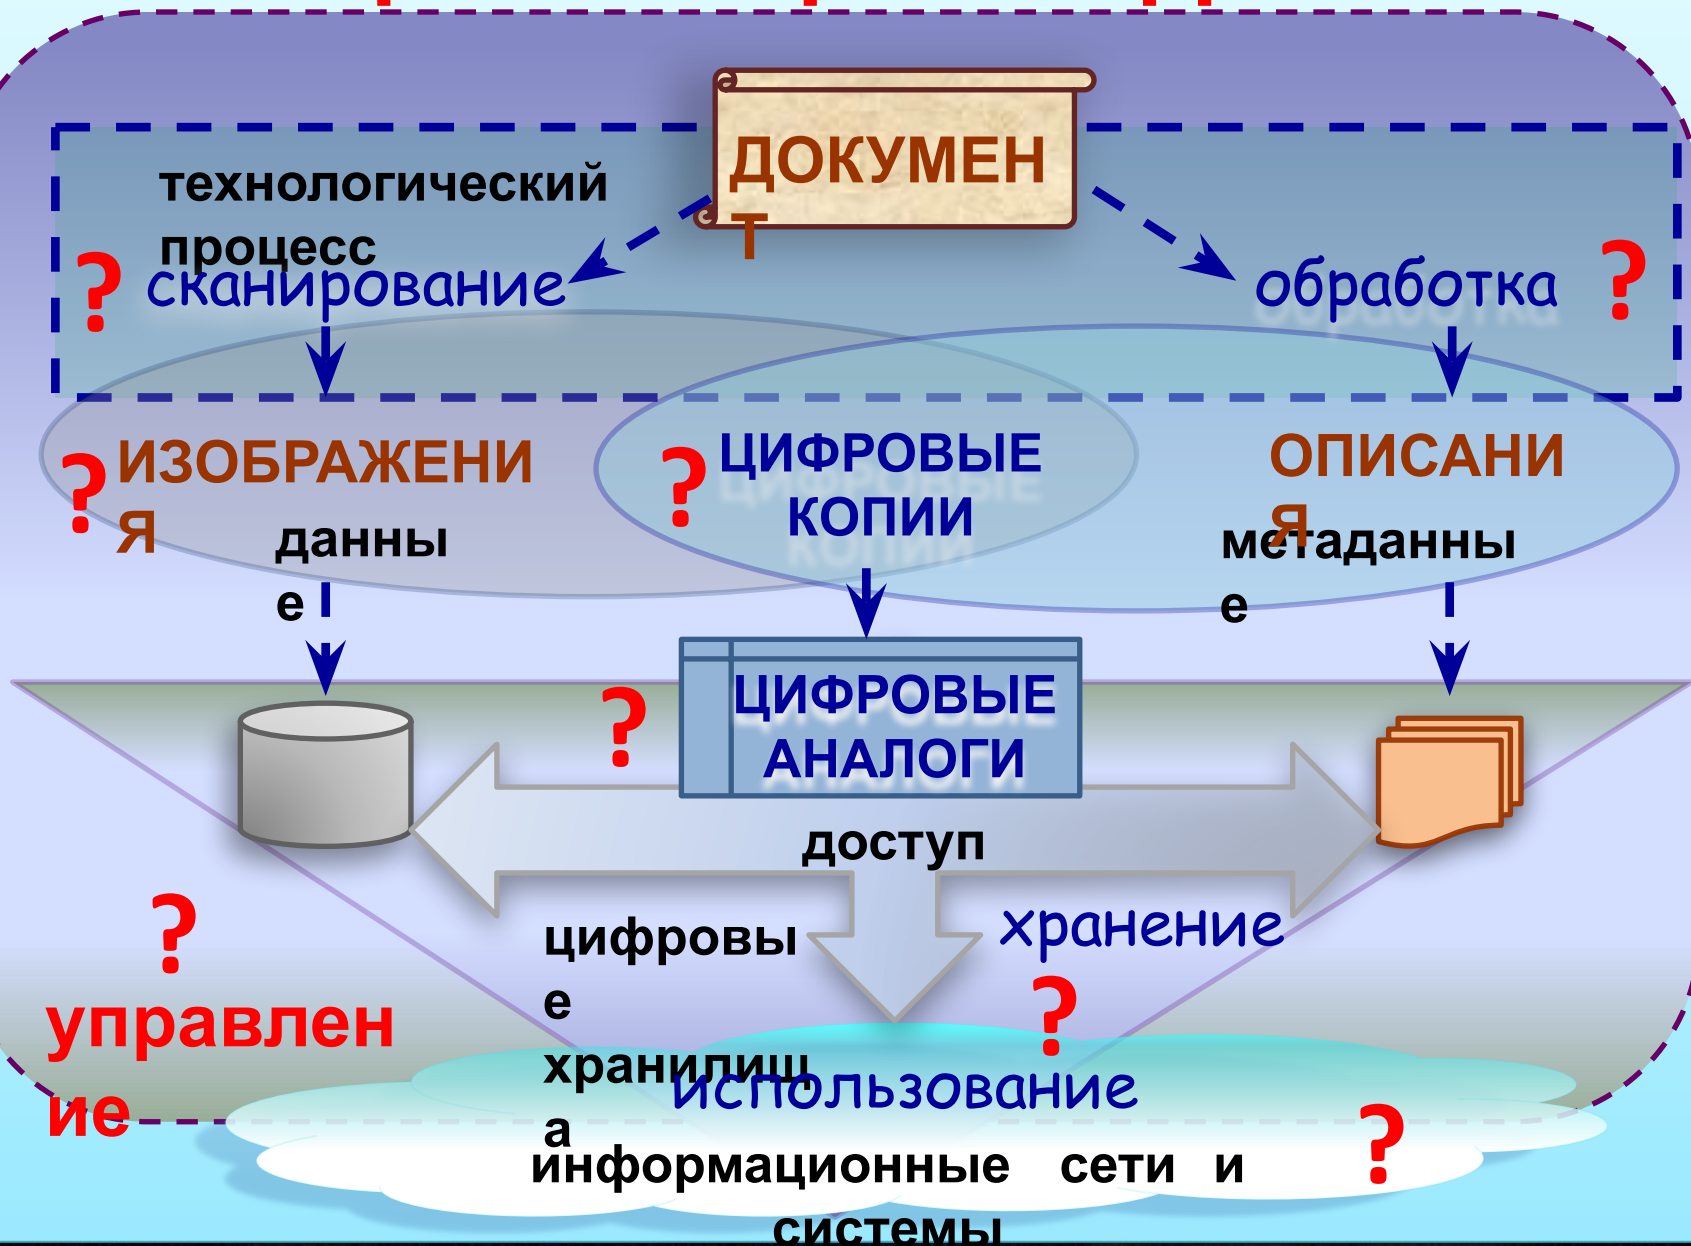 ДОКУМЕН
Т
технологический
процесс
? сканирование
обработка ?
? ИЗОБРАЖЕНИ
Я
данны
е
? ЦИФРОВЫЕ
КОПИИ
ОПИСАНИ
Я
метаданны
е
? ЦИФРОВЫЕ
АНАЛОГИ
доступ
?
управлен
ие
цифровы
е
хранилищ
а
хранение
?
использование
?
информационные сети и
системы